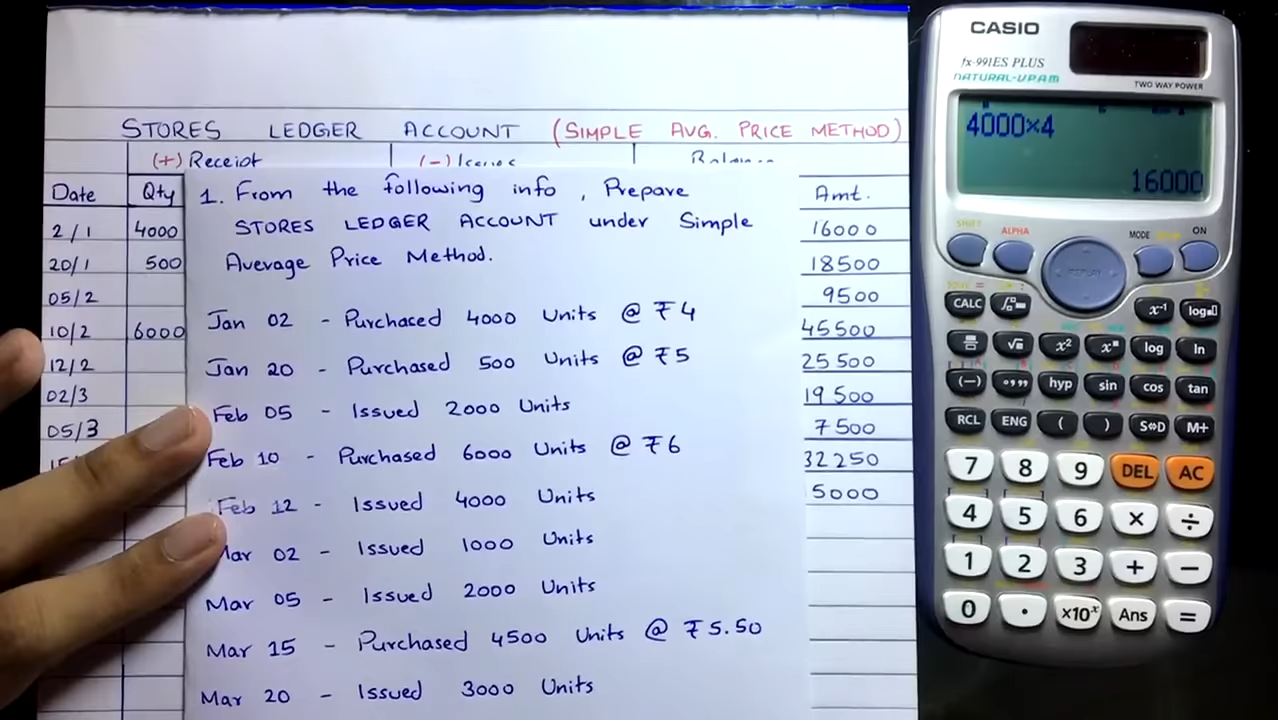 STORES LEDGER ACCOUNT (SIMPLE AVG. PRICE METHOD)
(+) Receipt
Date Qty Amt.
2/1 4000 16000
20/1 500 18500
05/2 9500
10/2 6000 45500
12/2 25500
02/3 19500
05/3 7500
32250
5000
1. From the following info, Prepare
STORES LEDGER ACCOUNT under Simple
Average Price Method.
Jan 02 - Purchased 4000 Units @ ₹4
Jan 20 - Purchased 500 Units @ ₹5
Feb 05 - Issued 2000 Units
Feb 10 - Purchased 6000 Units @ ₹6
Feb 12 - Issued 4000 Units
Mar 02 - Issued 1000 Units
Mar 05 - Issued 2000 Units
Mar 15 - Purchased 4500 Units @ ₹5.50
Mar 20 - Issued 3000 Units
CASIO
fx-991ES PLUS
NATURAL-V.P.A.M.
TWO WAY POWER
4000×4
16000
SHIFT ALPHA MODE ON
REPLAY
CALC x⁻¹ log
√ x² log ln
(-) hyp sin cos tan
RCL ENG ( ) S⇔D M+
7 8 9 DEL AC
4 5 6 × ÷
1 2 3 + −
0 . ×10ˣ Ans =